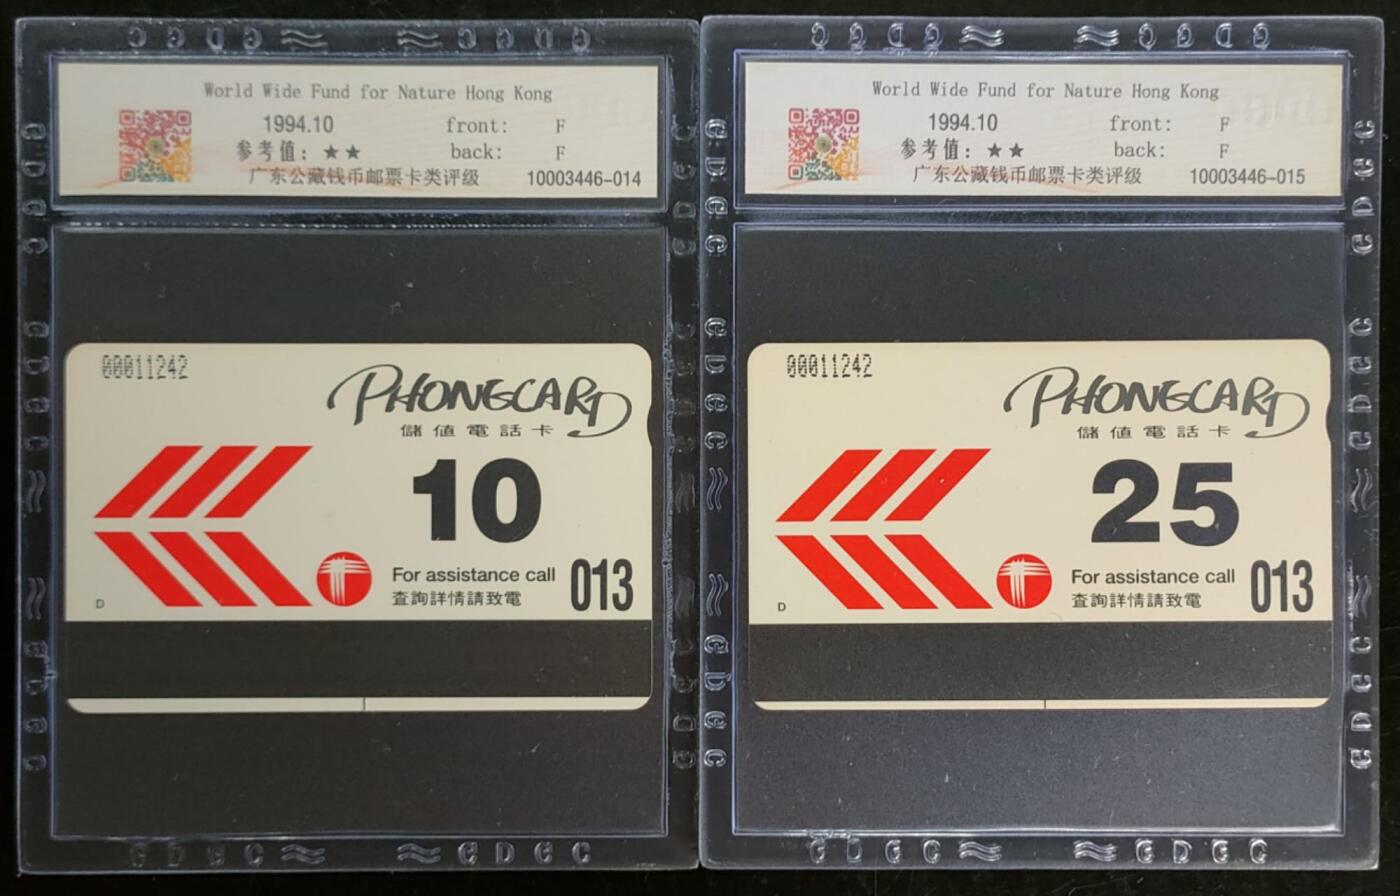 World Wide Fund for Nature Hong Kong
1994.10 front: F
参考值：★★ back: F
广东公藏钱币邮票卡类评级 10003446-014
00011242
PHONECARD
儲值電話卡
10
For assistance call 013
查詢詳情請致電
D
World Wide Fund for Nature Hong Kong
1994.10 front: F
参考值：★★ back: F
广东公藏钱币邮票卡类评级 10003446-015
00011242
PHONECARD
儲值電話卡
25
For assistance call 013
查詢詳情請致電
D